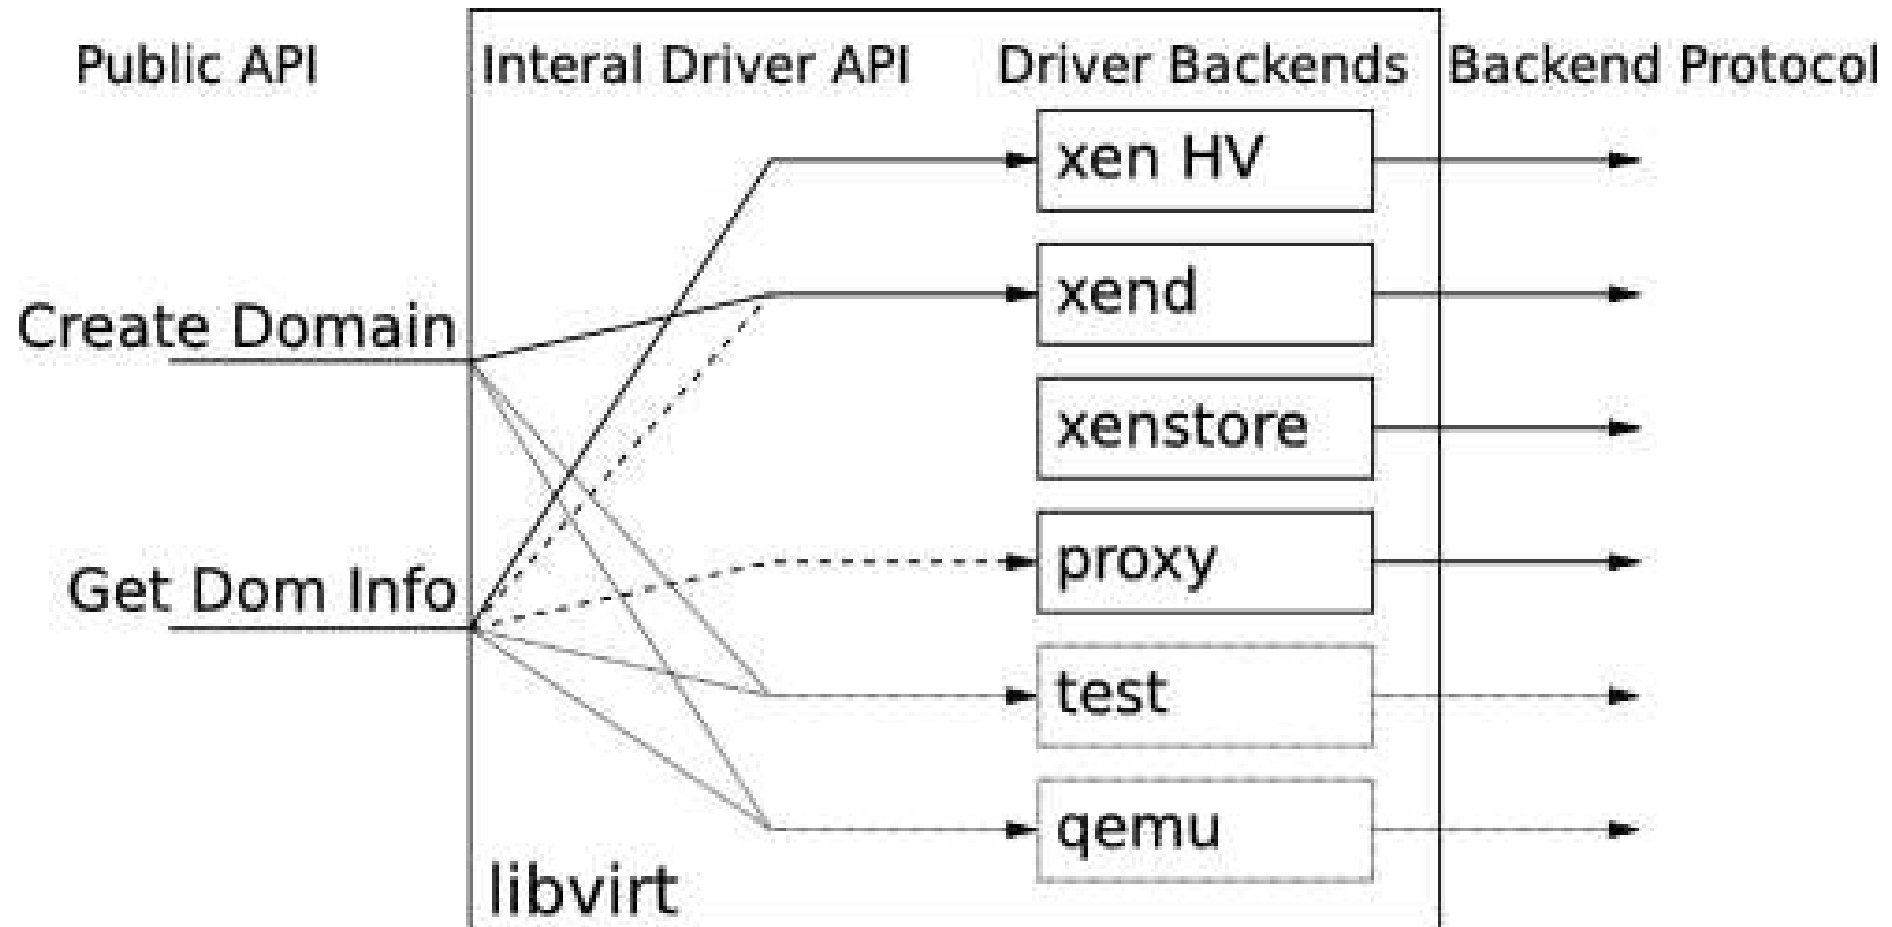 Public API
Interal Driver API
Driver Backends
Backend Protocol
xen HV
xend
Create Domain
xenstore
proxy
Get Dom Info
test
qemu
libvirt